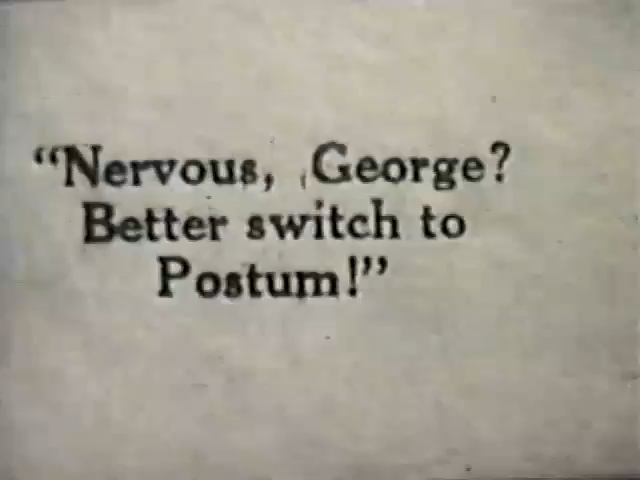 “Nervous, George?
Better switch to
Postum!”